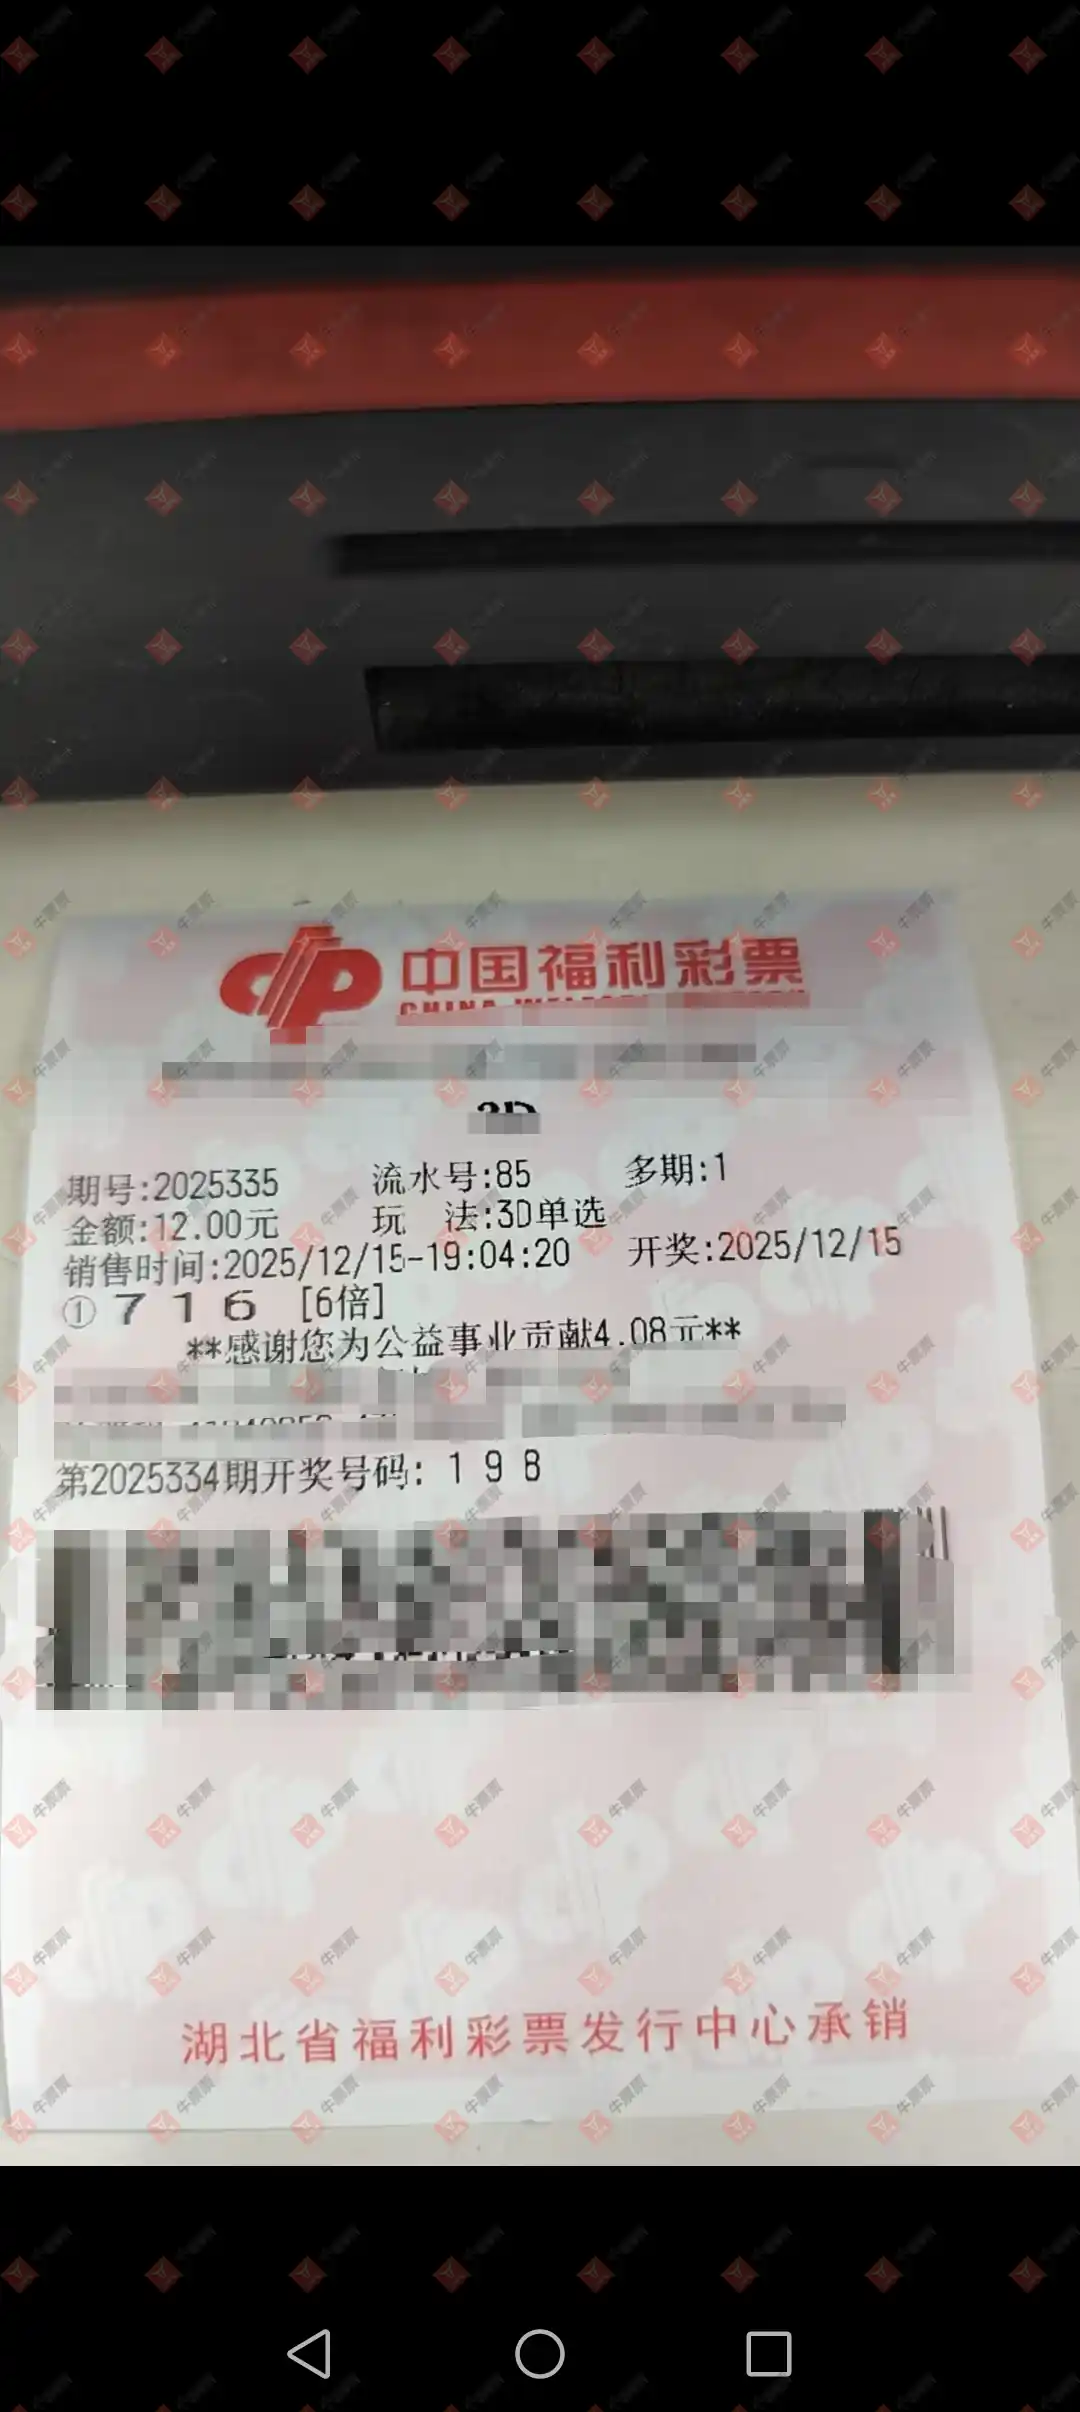 中国福利彩票
期号:2025335 流水号:85 多期:1
金额:12.00元 玩 法:3D单选
销售时间:2025/12/15-19:04:20 开奖:2025/12/15
① 7 1 6 [6倍]
**感谢您为公益事业贡献4.08元**
第2025334期开奖号码: 1 9 8
湖北省福利彩票发行中心承销
牛票票